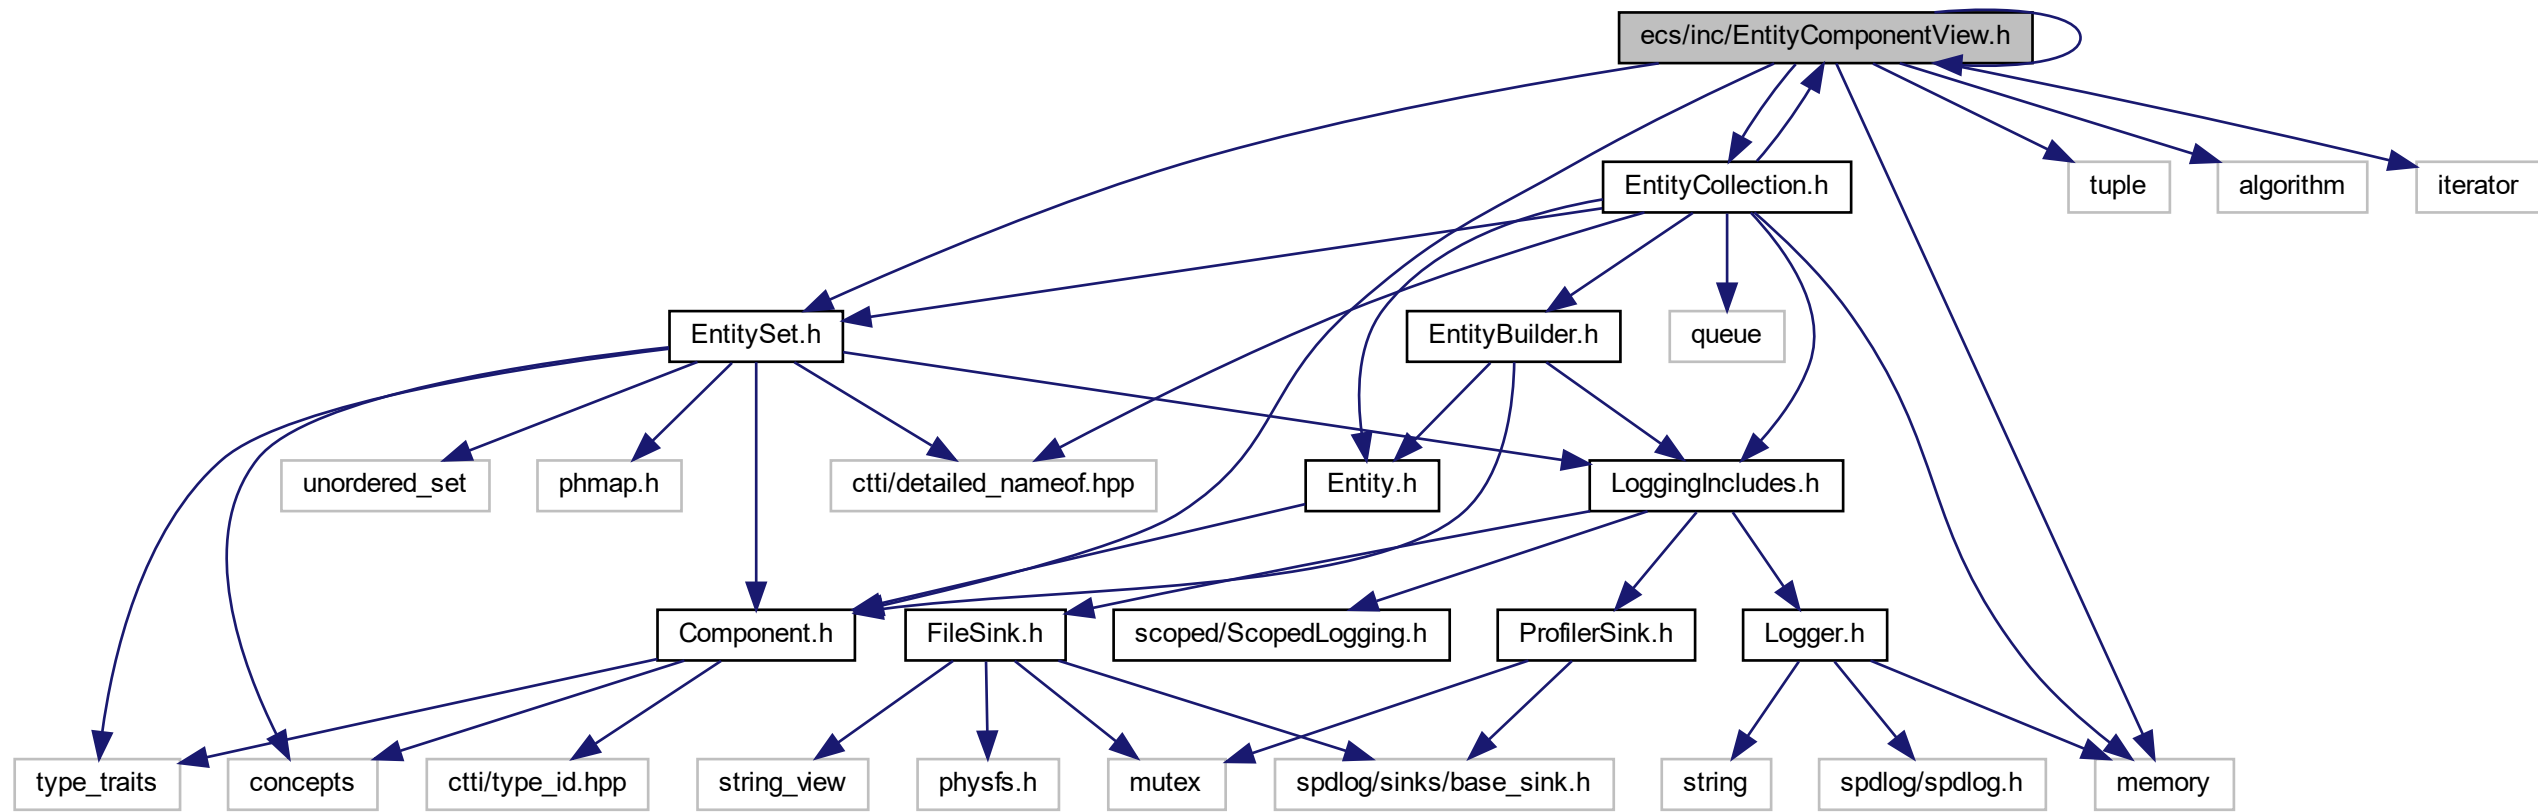 ecs/inc/EntityComponentView.h
EntityCollection.h
tuple
algorithm
iterator
EntitySet.h
EntityBuilder.h
queue
unordered_set
phmap.h
ctti/detailed_nameof.hpp
Entity.h
LoggingIncludes.h
Component.h
FileSink.h
scoped/ScopedLogging.h
ProfilerSink.h
Logger.h
type_traits
concepts
ctti/type_id.hpp
string_view
physfs.h
mutex
spdlog/sinks/base_sink.h
string
spdlog/spdlog.h
memory